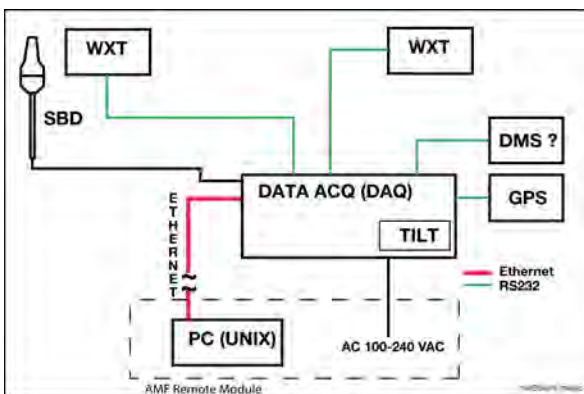 WXT
WXT
SBD
DMS ?
DATA ACQ (DAQ)
GPS
ETHERNET
TILT
Ethernet
RS232
PC (UNIX)
AC 100-240 VAC
AMF Remote Module